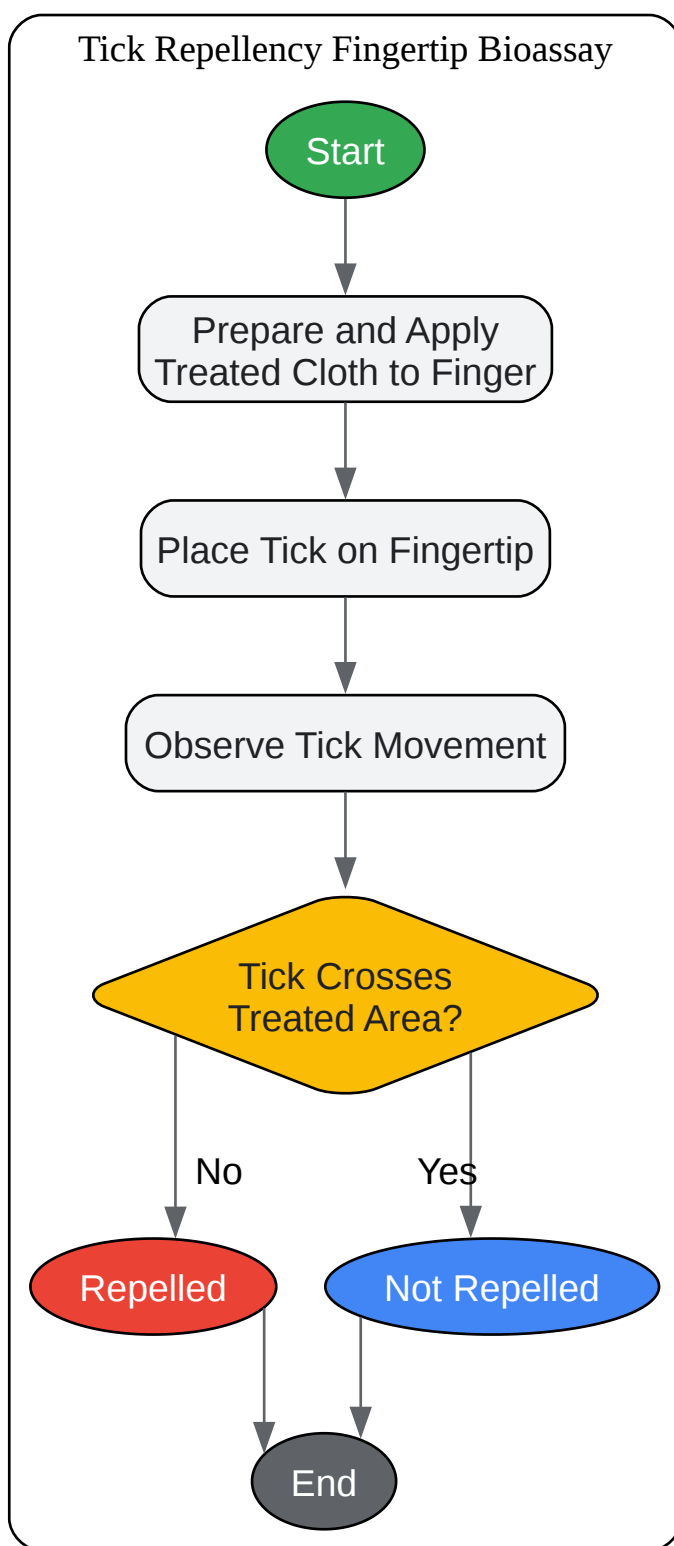 Tick Repellency Fingertip Bioassay
Start
Prepare and Apply
Treated Cloth to Finger
Place Tick on Fingertip
Observe Tick Movement
Tick Crosses
Treated Area?
No
Yes
Repelled
Not Repelled
End